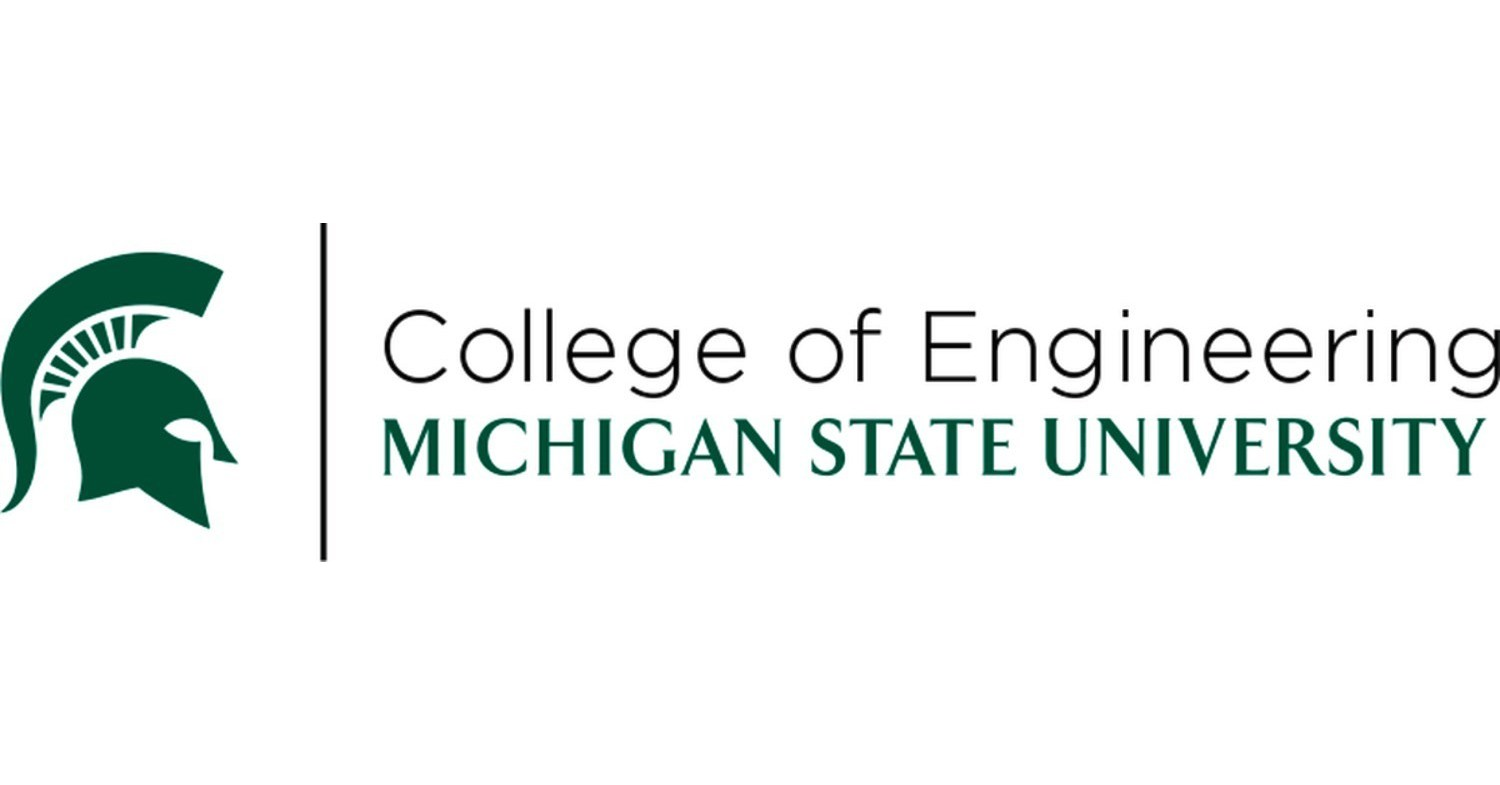 College of Engineering
MICHIGAN STATE UNIVERSITY